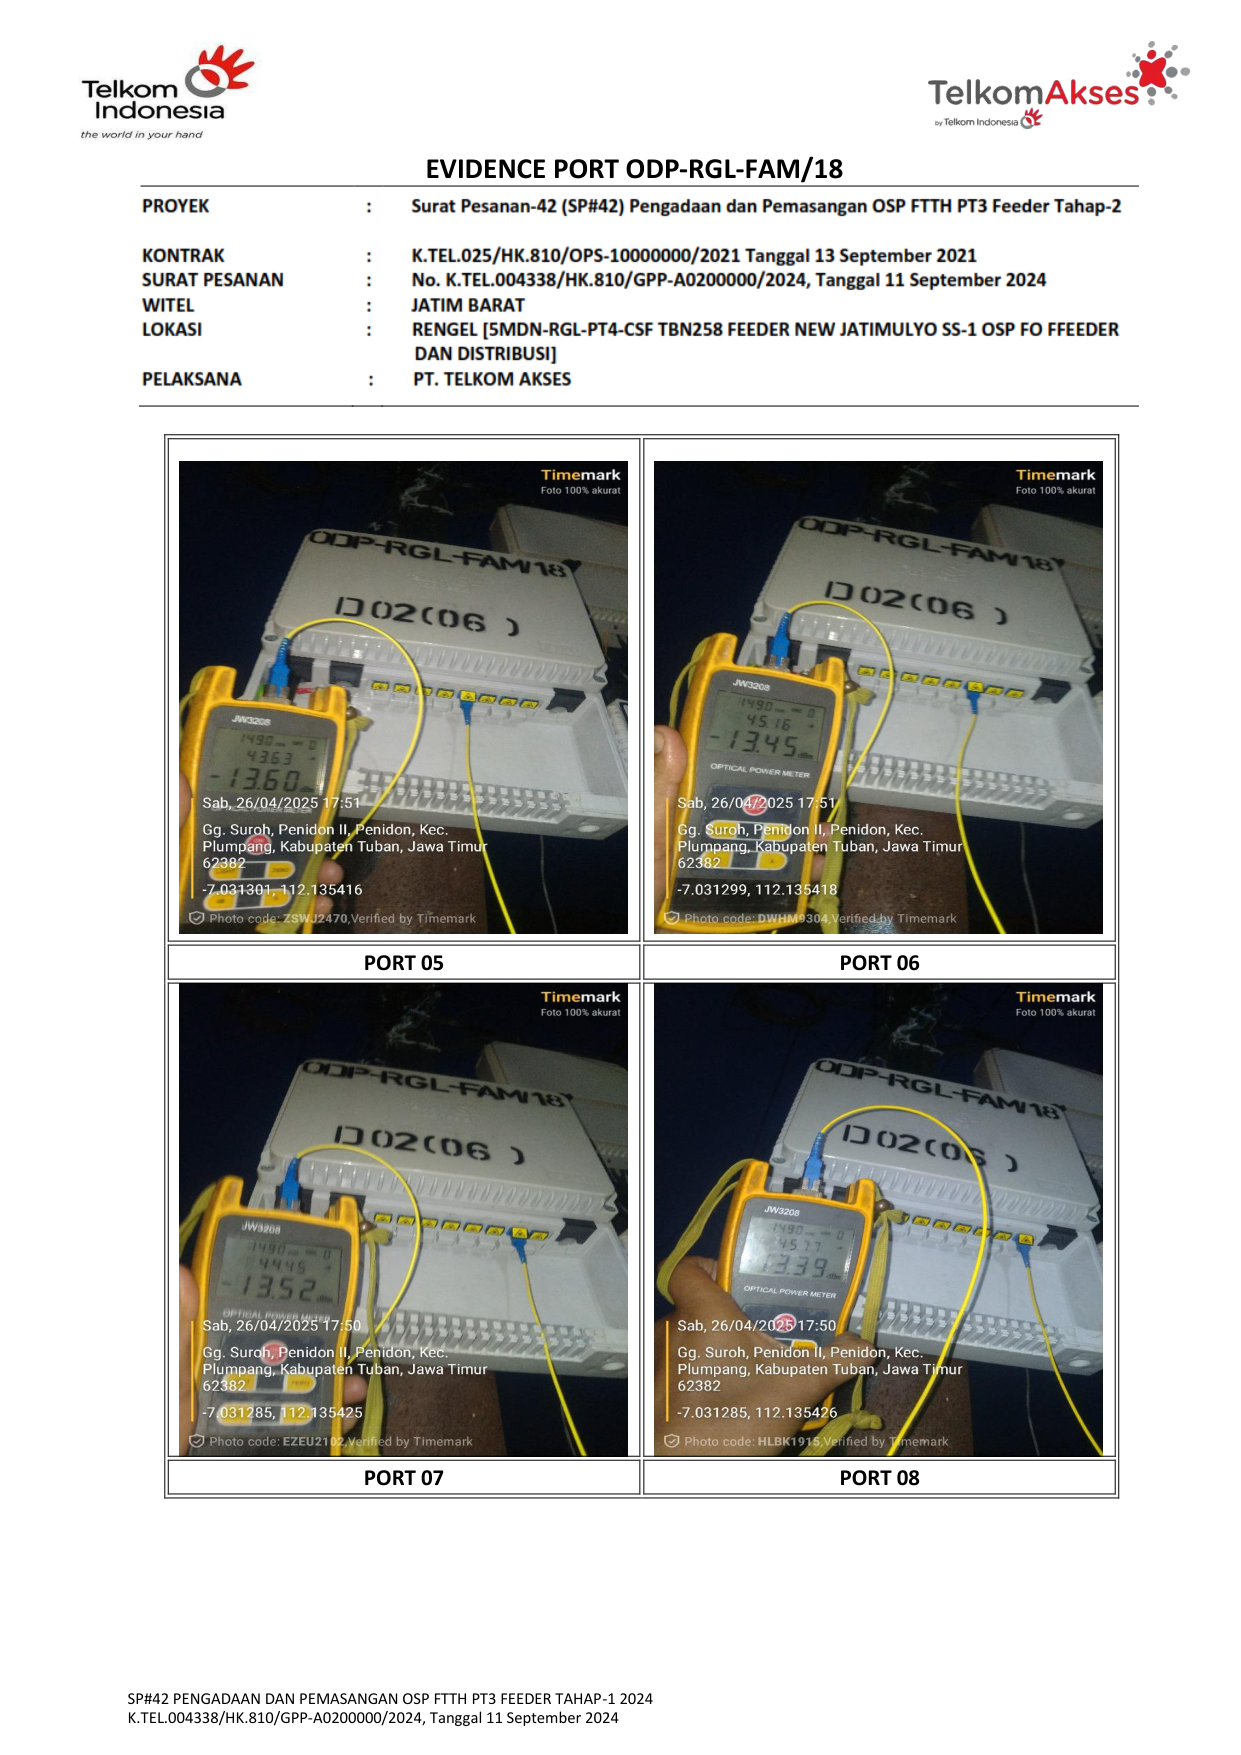 Telkom
Indonesia
the world in your hand
TelkomAkses
by Telkom Indonesia
EVIDENCE PORT ODP-RGL-FAM/18
PROYEK : Surat Pesanan-42 (SP#42) Pengadaan dan Pemasangan OSP FTTH PT3 Feeder Tahap-2
KONTRAK : K.TEL.025/HK.810/OPS-10000000/2021 Tanggal 13 September 2021
SURAT PESANAN : No. K.TEL.004338/HK.810/GPP-A0200000/2024, Tanggal 11 September 2024
WITEL : JATIM BARAT
LOKASI : RENGEL [5MDN-RGL-PT4-CSF TBN258 FEEDER NEW JATIMULYO SS-1 OSP FO FFEEDER
DAN DISTRIBUSI]
PELAKSANA : PT. TELKOM AKSES
Timemark
Foto 100% akurat
ODP-RGL-FAM/18
D02(06 )
JW3208
1490
43.63
-13.60
Sab, 26/04/2025 17:51
Gg. Suroh, Penidon II, Penidon, Kec.
Plumpang, Kabupaten Tuban, Jawa Timur
62382
-7.031301, 112.135416
Photo code: ZSWJ2470,Verified by Timemark
Timemark
Foto 100% akurat
ODP-RGL-FAM/18
D02(06 )
JW3208
1490
45.16
-13.45
OPTICAL POWER METER
Sab, 26/04/2025 17:51
Gg. Suroh, Penidon II, Penidon, Kec.
Plumpang, Kabupaten Tuban, Jawa Timur
62382
-7.031299, 112.135418
Photo code: DWHM9304,Verified by Timemark
PORT 05
PORT 06
Timemark
Foto 100% akurat
ODP-RGL-FAM/18
D02(06 )
JW3208
1490
44.45
-13.52
OPTICAL POWER METER
Sab, 26/04/2025 17:50
Gg. Suroh, Penidon II, Penidon, Kec.
Plumpang, Kabupaten Tuban, Jawa Timur
62382
-7.031285, 112.135425
Photo code: EZEU2102,Verified by Timemark
Timemark
Foto 100% akurat
ODP-RGL-FAM/18
D02(06 )
JW3208
1490
45.77
13.39
OPTICAL POWER METER
Sab, 26/04/2025 17:50
Gg. Suroh, Penidon II, Penidon, Kec.
Plumpang, Kabupaten Tuban, Jawa Timur
62382
-7.031285, 112.135426
Photo code: HLBK1915,Verified by Timemark
PORT 07
PORT 08
SP#42 PENGADAAN DAN PEMASANGAN OSP FTTH PT3 FEEDER TAHAP-1 2024
K.TEL.004338/HK.810/GPP-A0200000/2024, Tanggal 11 September 2024